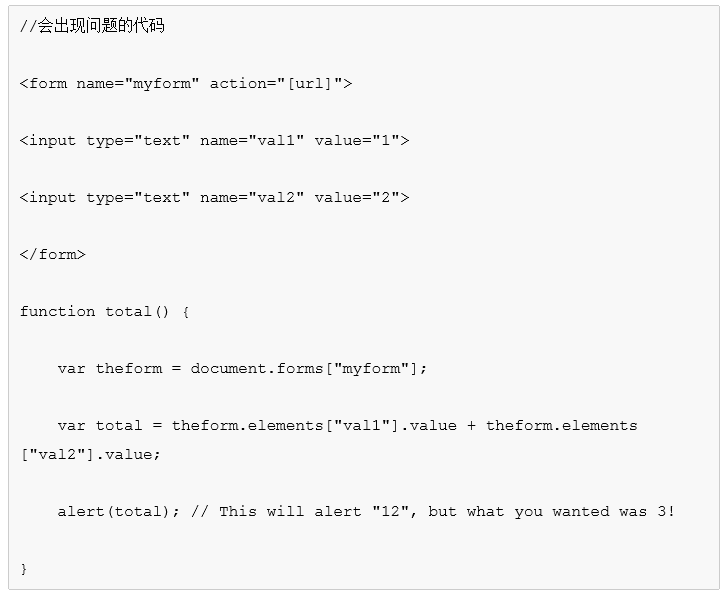 //会出现问题的代码
<form name="myform" action="[url]">
<input type="text" name="val1" value="1">
<input type="text" name="val2" value="2">
</form>
function total() {
    var theform = document.forms["myform"];
    var total = theform.elements["val1"].value + theform.elements
["val2"].value;
    alert(total); // This will alert "12", but what you wanted was 3!
}